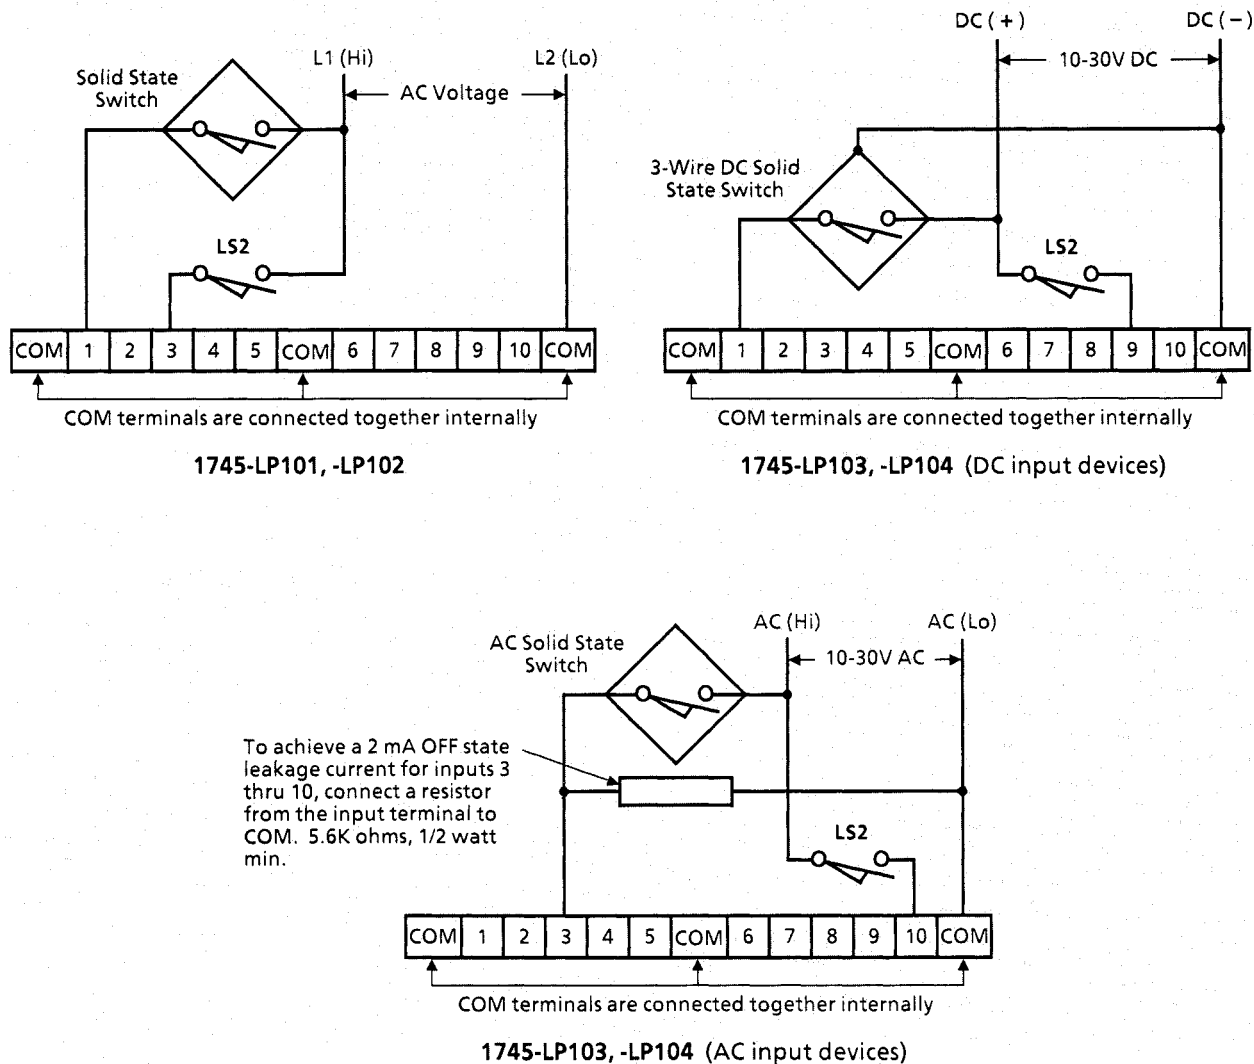 Solid State
Switch
L1 (Hi)
L2 (Lo)
AC Voltage
LS2
COM 1 2 3 4 5 COM 6 7 8 9 10 COM
COM terminals are connected together internally
1745-LP101, -LP102
DC (+)
DC (−)
10-30V DC
3-Wire DC Solid
State Switch
LS2
COM 1 2 3 4 5 COM 6 7 8 9 10 COM
COM terminals are connected together internally
1745-LP103, -LP104 (DC input devices)
AC Solid State
Switch
AC (Hi)
AC (Lo)
10-30V AC
To achieve a 2 mA OFF state
leakage current for inputs 3
thru 10, connect a resistor
from the input terminal to
COM. 5.6K ohms, 1/2 watt
min.
LS2
COM 1 2 3 4 5 COM 6 7 8 9 10 COM
COM terminals are connected together internally
1745-LP103, -LP104 (AC input devices)